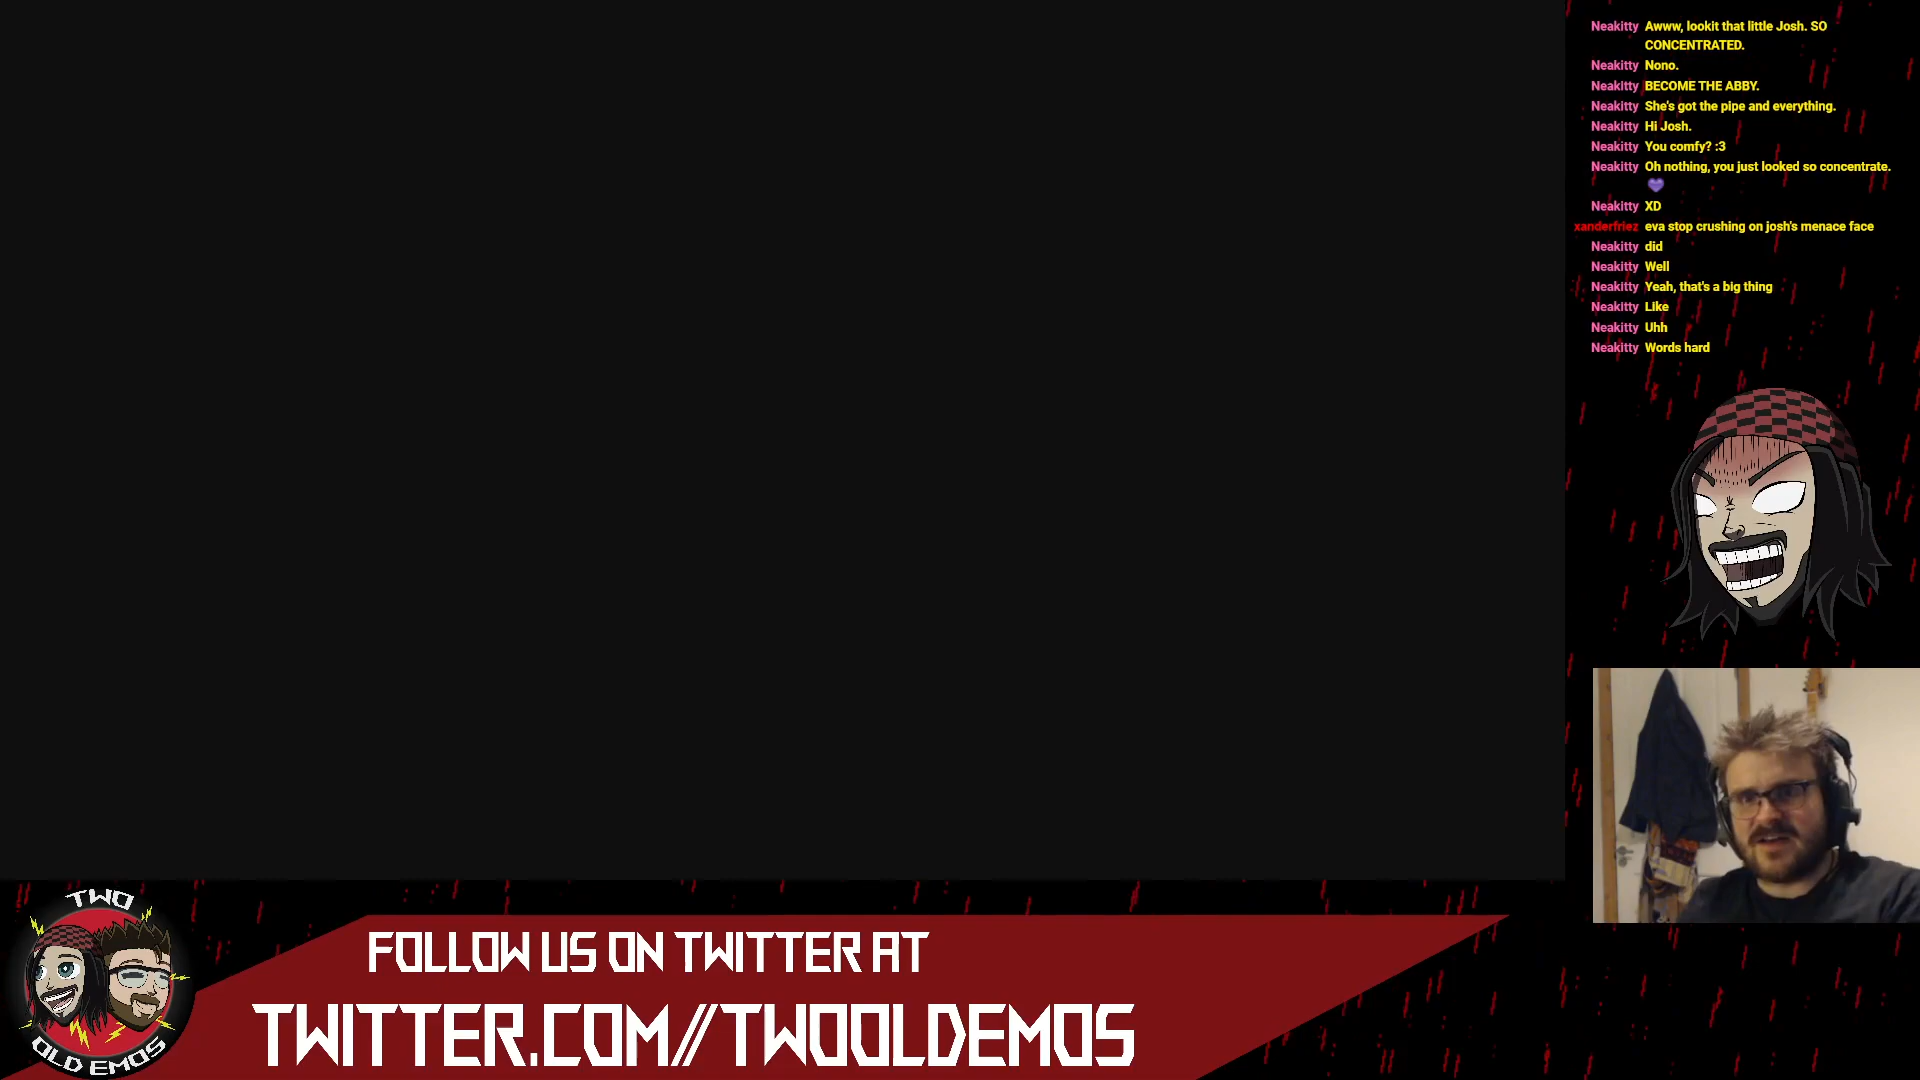 Neakitty Awww, lookit that little Josh. SO
CONCENTRATED.
Neakitty Nono.
Neakitty BECOME THE ABBY.
Neakitty She's got the pipe and everything.
Neakitty Hi Josh.
Neakitty You comfy? :3
Neakitty Oh nothing, you just looked so concentrate.
Neakitty XD
xanderfriez eva stop crushing on josh's menace face
Neakitty did
Neakitty Well
Neakitty Yeah, that's a big thing
Neakitty Like
Neakitty Uhh
Neakitty Words hard
TWO
OLD EMOS
FOLLOW US ON TWITTER AT
TWITTER.COM//TWOOLDEMOS